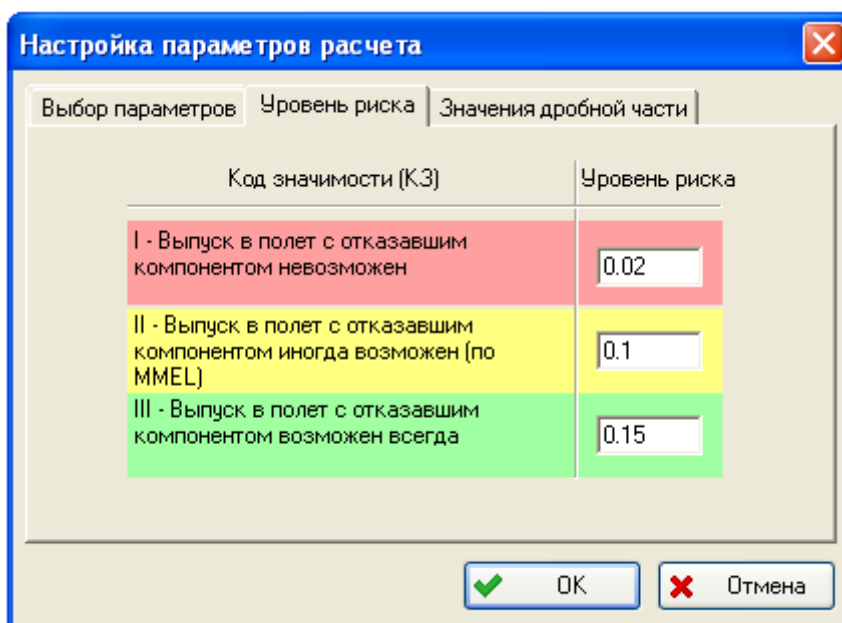 Настройка параметров расчета
Выбор параметров Уровень риска Значения дробной части
Код значимости (КЗ) Уровень риска
I - Выпуск в полет с отказавшим
компонентом невозможен
0.02
II - Выпуск в полет с отказавшим
компонентом иногда возможен (по
MMEL)
0.1
III - Выпуск в полет с отказавшим
компонентом возможен всегда
0.15
OK Отмена